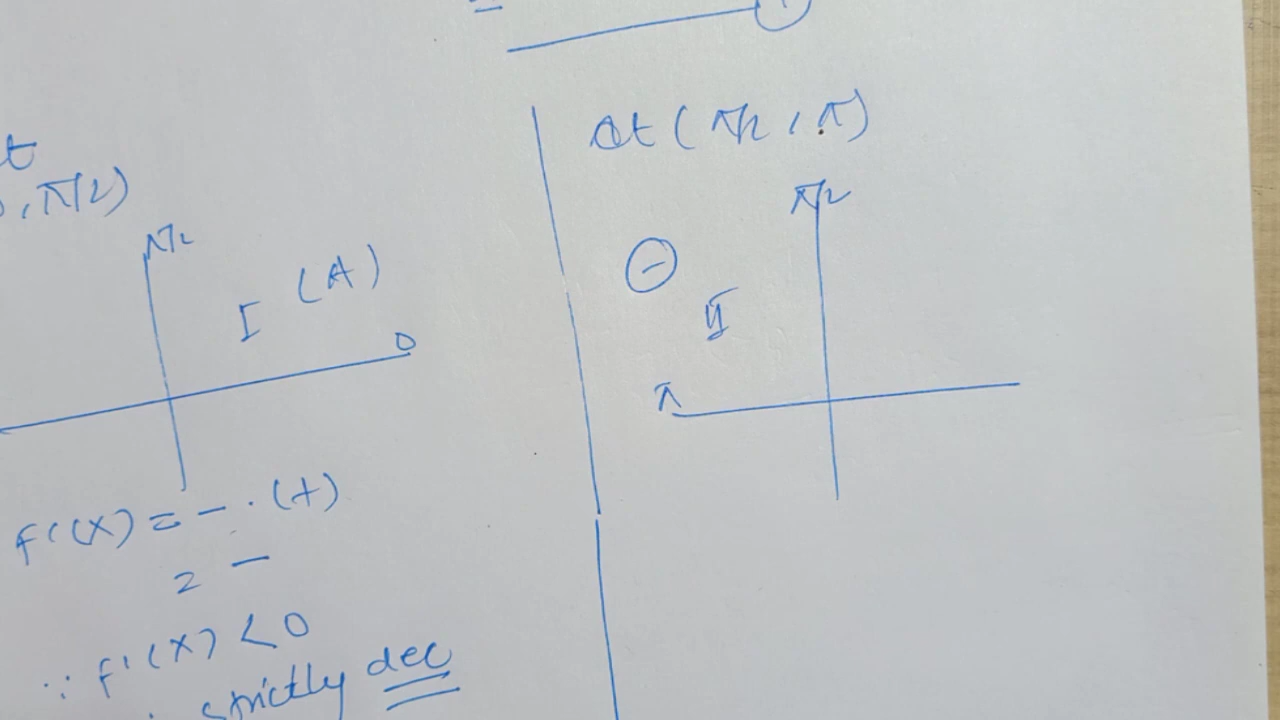 t
, π/2)
π/2
I (A)
0
f'(x) = - · (+)
= -
∵ f'(x) < 0
strictly dec
at (π/2, π)
π/2
-
II
π